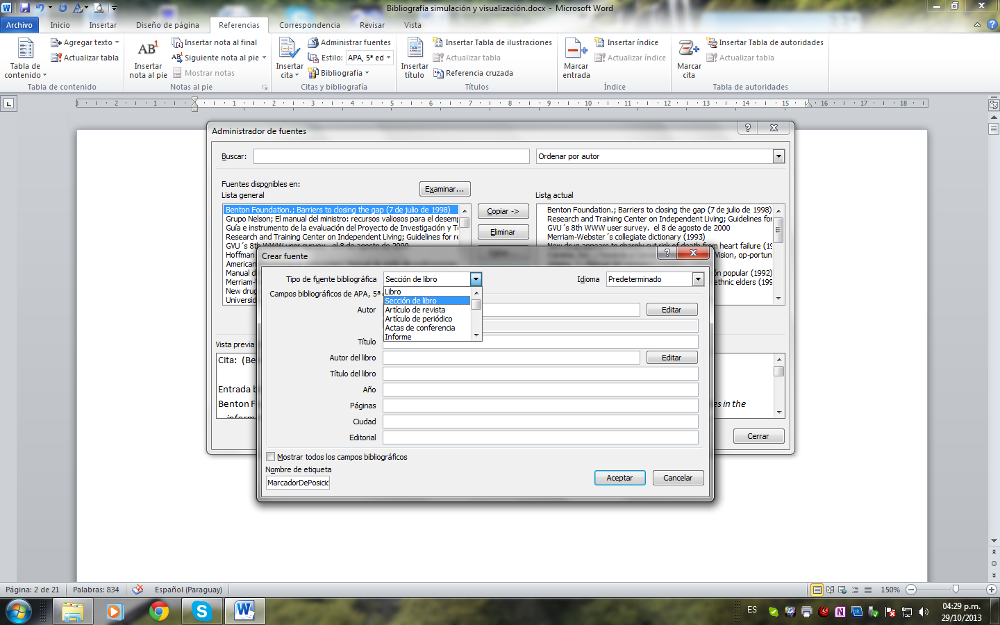 Bibliografía simulación y visualización.docx - Microsoft Word
Archivo Inicio Insertar Diseño de página Referencias Correspondencia Revisar Vista
Tabla de contenido
Agregar texto
Actualizar tabla
Tabla de contenido
AB¹
Insertar nota al pie
Insertar nota al final
Siguiente nota al pie
Mostrar notas
Notas al pie
Insertar cita
Administrar fuentes
Estilo: APA, 5ª ed
Bibliografía
Citas y bibliografía
Insertar título
Insertar Tabla de ilustraciones
Actualizar tabla
Referencia cruzada
Títulos
Marcar entrada
Insertar índice
Actualizar índice
Índice
Marcar cita
Insertar Tabla de autoridades
Actualizar tabla
Tabla de autoridades
3 2 1 1 2 3 4 5 6 7 8 9 10 11 12 13 14 15 16 17 18
Administrador de fuentes
Buscar:
Ordenar por autor
Fuentes disponibles en:
Lista general
Examinar...
Lista actual
Benton Foundation.; Barriers to closing the gap (7 de julio de 1998)
Grupo Nelson; El manual del ministro: recursos valiosos para el desem
Guía e instrumento de la evaluación del Proyecto de Investigación y T
Research and Training Center on Independent Living; Guidelines for re
GVU ´s 8th WWW user survey. el 8 de agosto de 2000
Hoffman
American
Manual d
Merriam-
New drug
Universid
Copiar ->
Eliminar
Benton Foundation.; Barriers to closing the gap (7 de julio de 1998)
Research and Training Center on Independent Living; Guidelines for
GVU ´s 8th WWW user survey. el 8 de agosto de 2000
Merriam-Webster´s collegiate dictionary (1993)
New drug appears to sharply cut risk of death from heart failure (19
Vision, op-portun
ón popular (1992)
ethnic elders (199
Vista previa
Cita: (Be
Entrada b
Benton F
es in the
inform
Cerrar
Crear fuente
Tipo de fuente bibliográfica Sección de libro
Idioma Predeterminado
Libro
Sección de libro
Artículo de revista
Artículo de periódico
Actas de conferencia
Informe
Campos bibliográficos de APA, 5ª e
Autor
Editar
Título
Autor del libro
Editar
Título del libro
Año
Páginas
Ciudad
Editorial
Mostrar todos los campos bibliográficos
Nombre de etiqueta
MarcadorDePosició
Aceptar
Cancelar
Página: 2 de 21 Palabras: 834 Español (Paraguay) 150%
ES
04:29 p.m.
29/10/2013